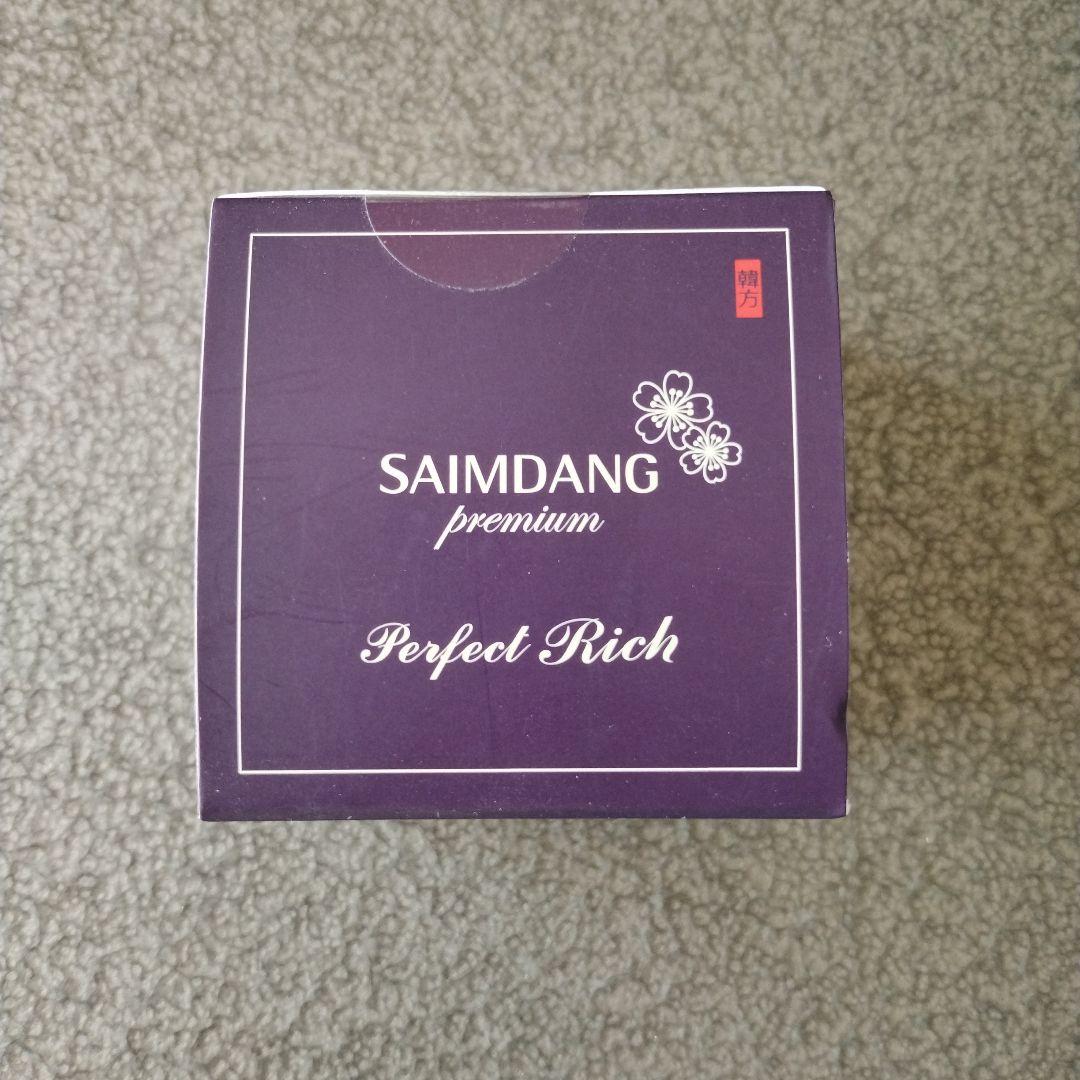 韓方
SAIMDANG
premium
Perfect Rich